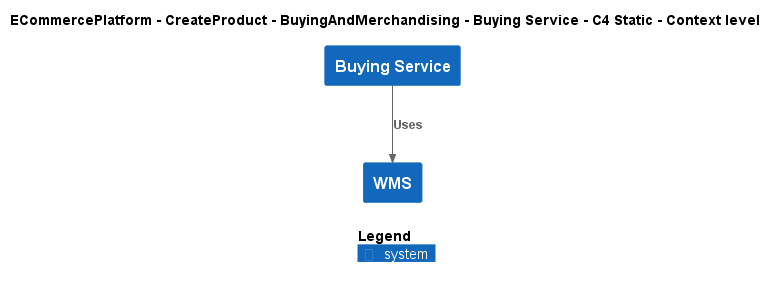 ECommercePlatform - CreateProduct - BuyingAndMerchandising - Buying Service - C4 Static - Context level
Buying Service
Uses
WMS
Legend
system